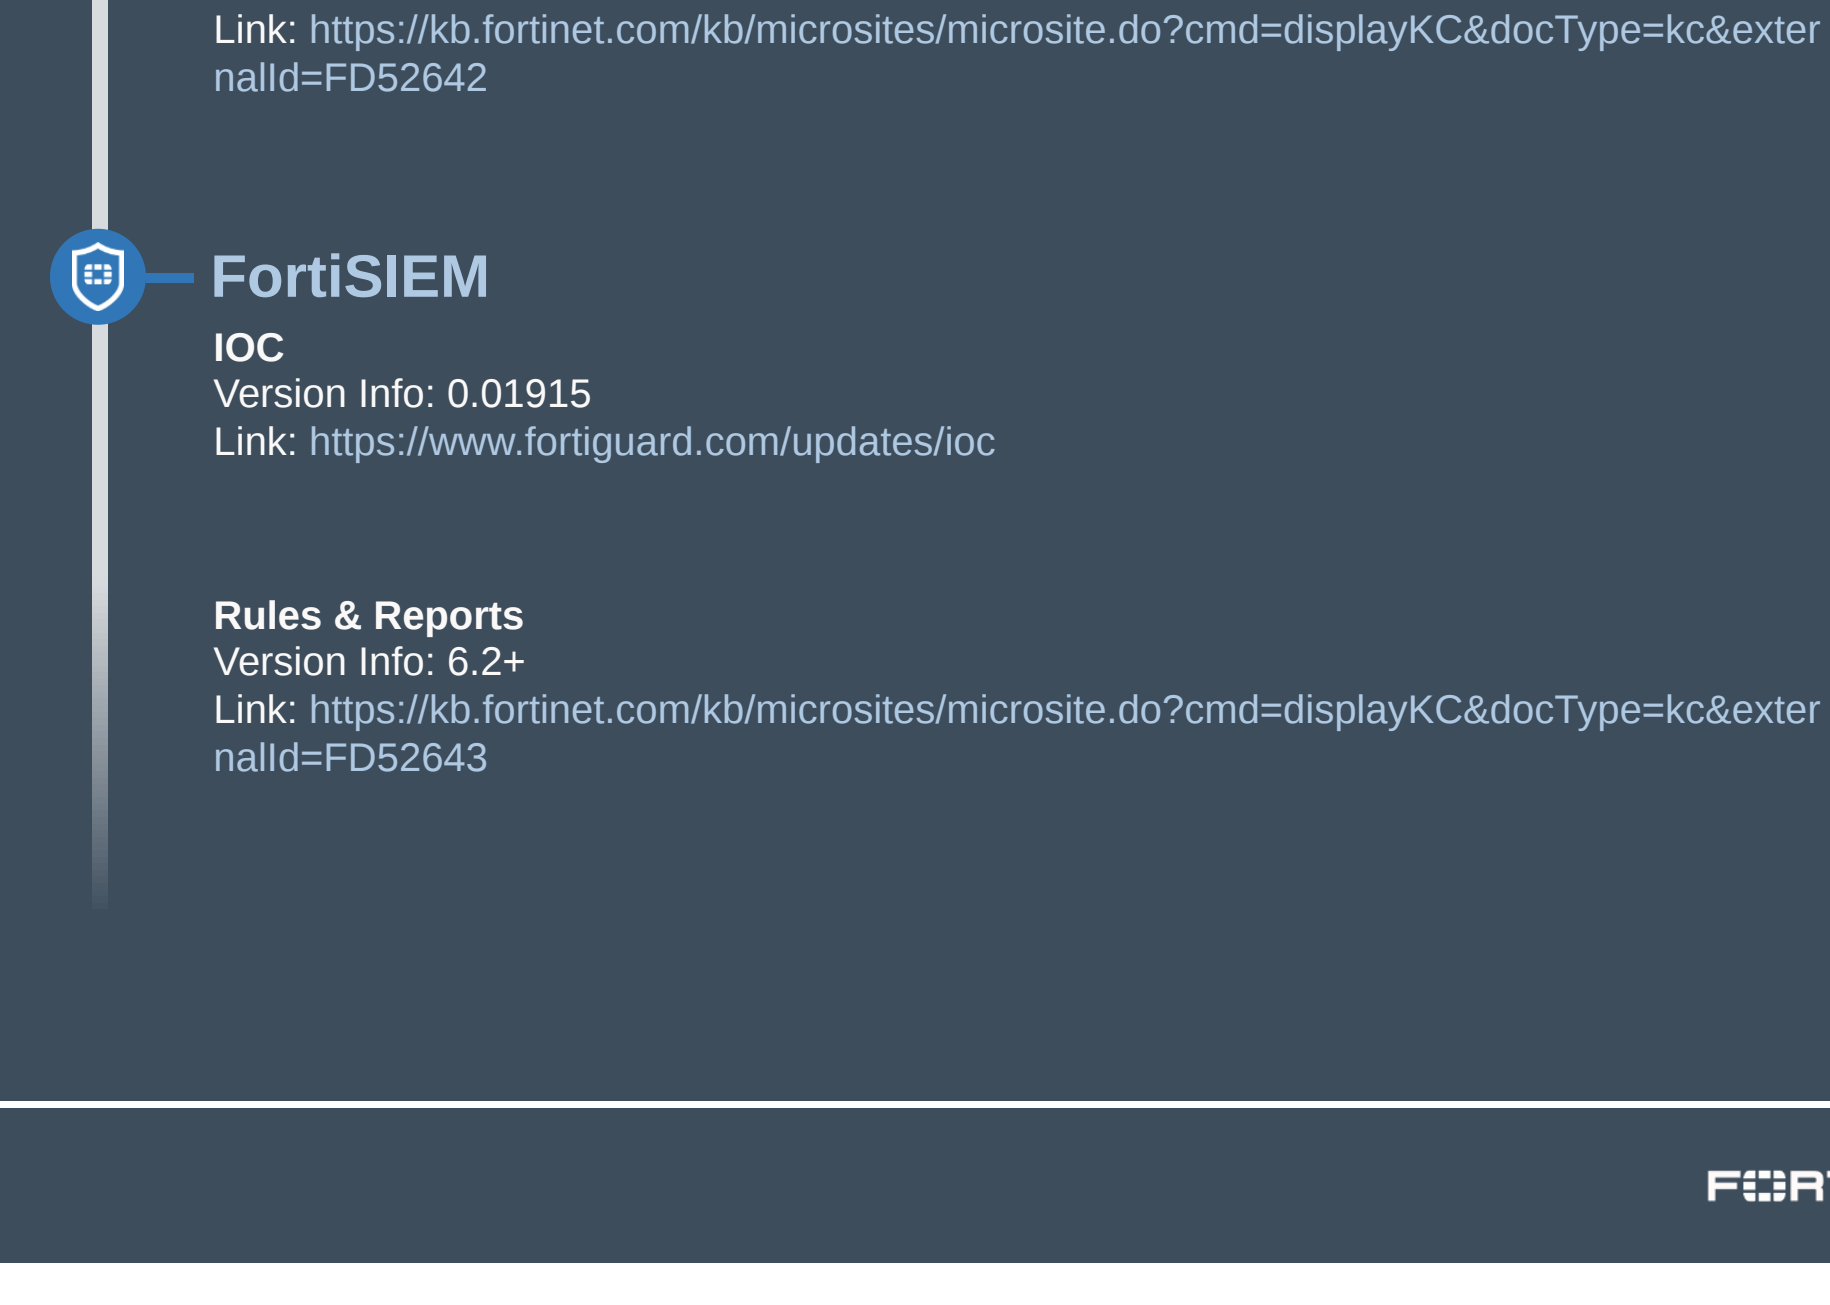 Link: https://kb.fortinet.com/kb/microsites/microsite.do?cmd=displayKC&docType=kc&exter
nalId=FD52642
FortiSIEM
IOC
Version Info: 0.01915
Link: https://www.fortiguard.com/updates/ioc
Rules & Reports
Version Info: 6.2+
Link: https://kb.fortinet.com/kb/microsites/microsite.do?cmd=displayKC&docType=kc&exter
nalId=FD52643
FORT